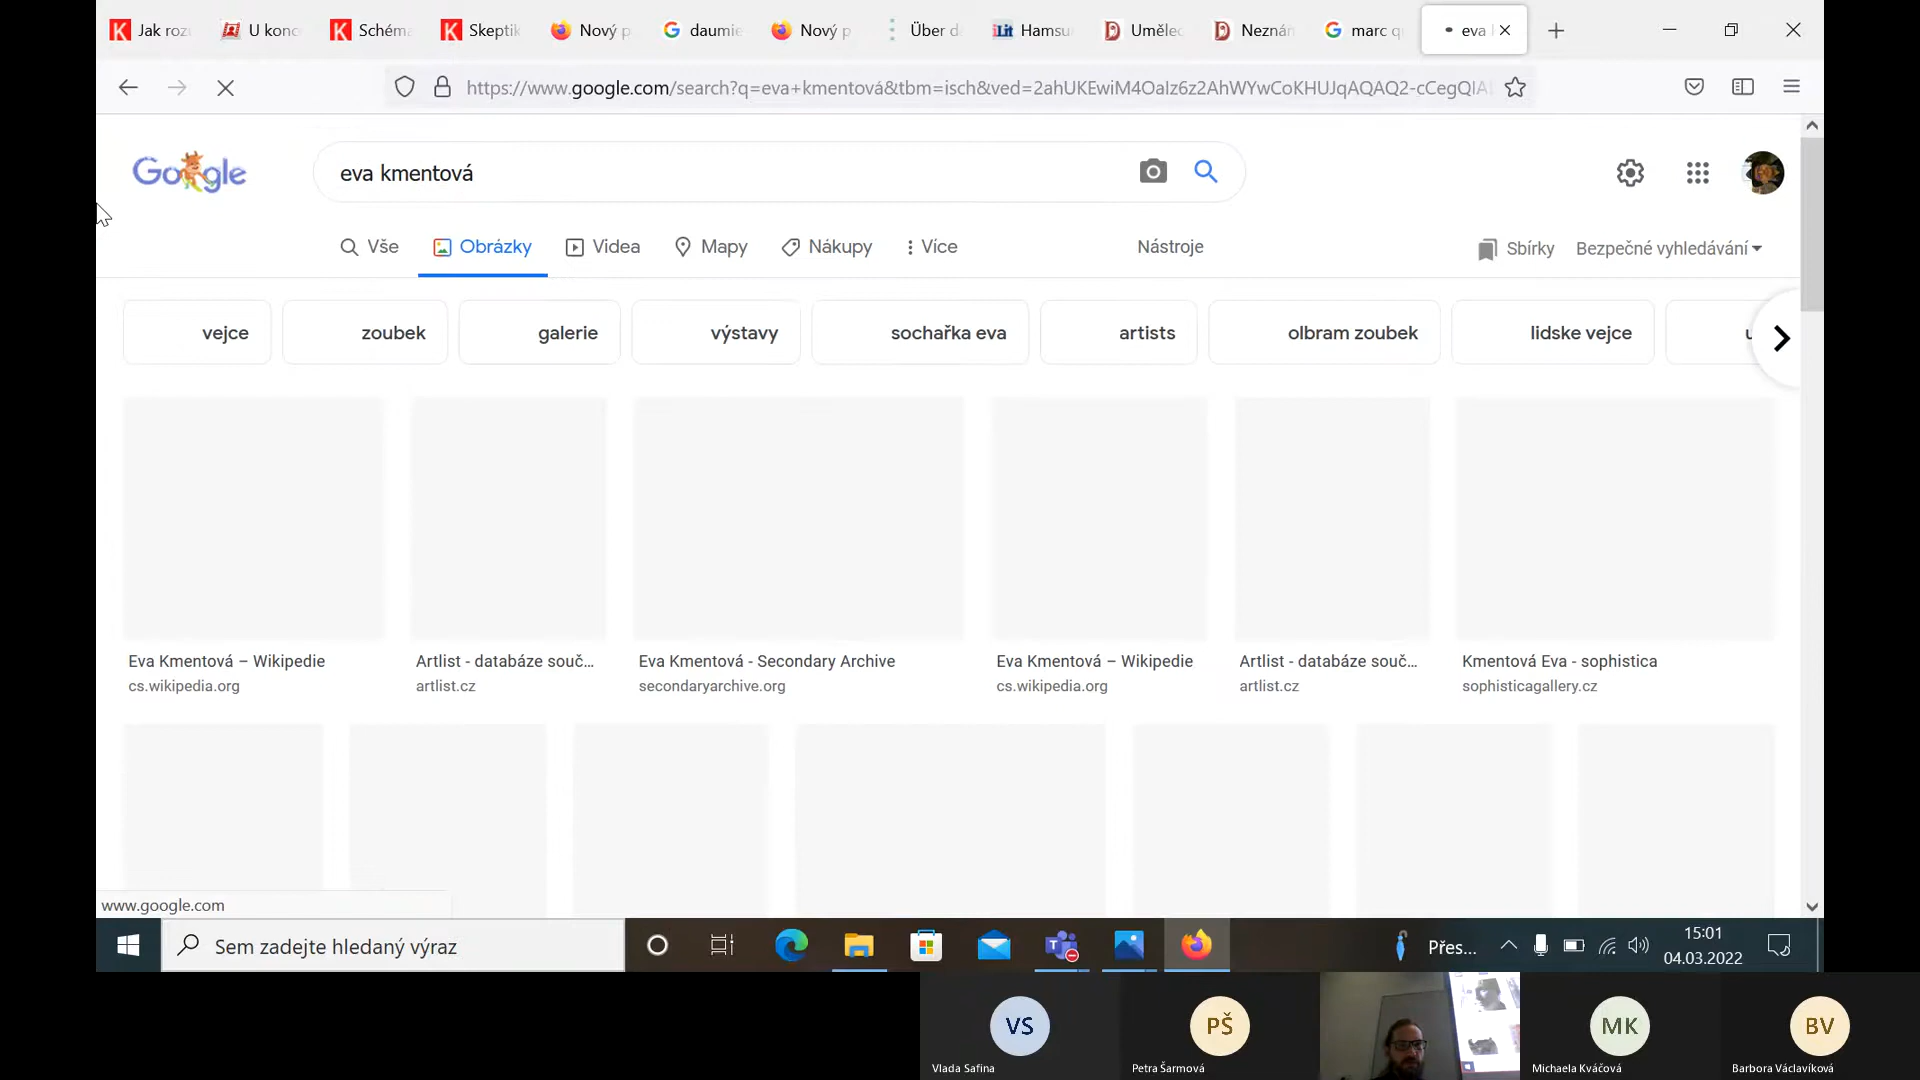 Jak roz
U konc
Schéma
Skeptik
Nový p
daumie
Nový p
Über d
Hamsu
Umělec
Neznán
marc q
eva
https://www.google.com/search?q=eva+kmentová&tbm=isch&ved=2ahUKEwiM4OaIz6z2AhWYwCoKHUJqAQAQ2-cCegQIA
Google
eva kmentová
Vše
Obrázky
Videa
Mapy
Nákupy
Více
Nástroje
Sbírky
Bezpečné vyhledávání
vejce
zoubek
galerie
výstavy
sochařka eva
artists
olbram zoubek
lidske vejce
Eva Kmentová – Wikipedie
cs.wikipedia.org
Artlist - databáze souč...
artlist.cz
Eva Kmentová - Secondary Archive
secondaryarchive.org
Eva Kmentová – Wikipedie
cs.wikipedia.org
Artlist - databáze souč...
artlist.cz
Kmentová Eva - sophistica
sophisticagallery.cz
www.google.com
Sem zadejte hledaný výraz
Přes...
15:01
04.03.2022
VS
Vlada Safina
PŠ
Petra Šarmová
MK
Michaela Kváčová
BV
Barbora Václavíková